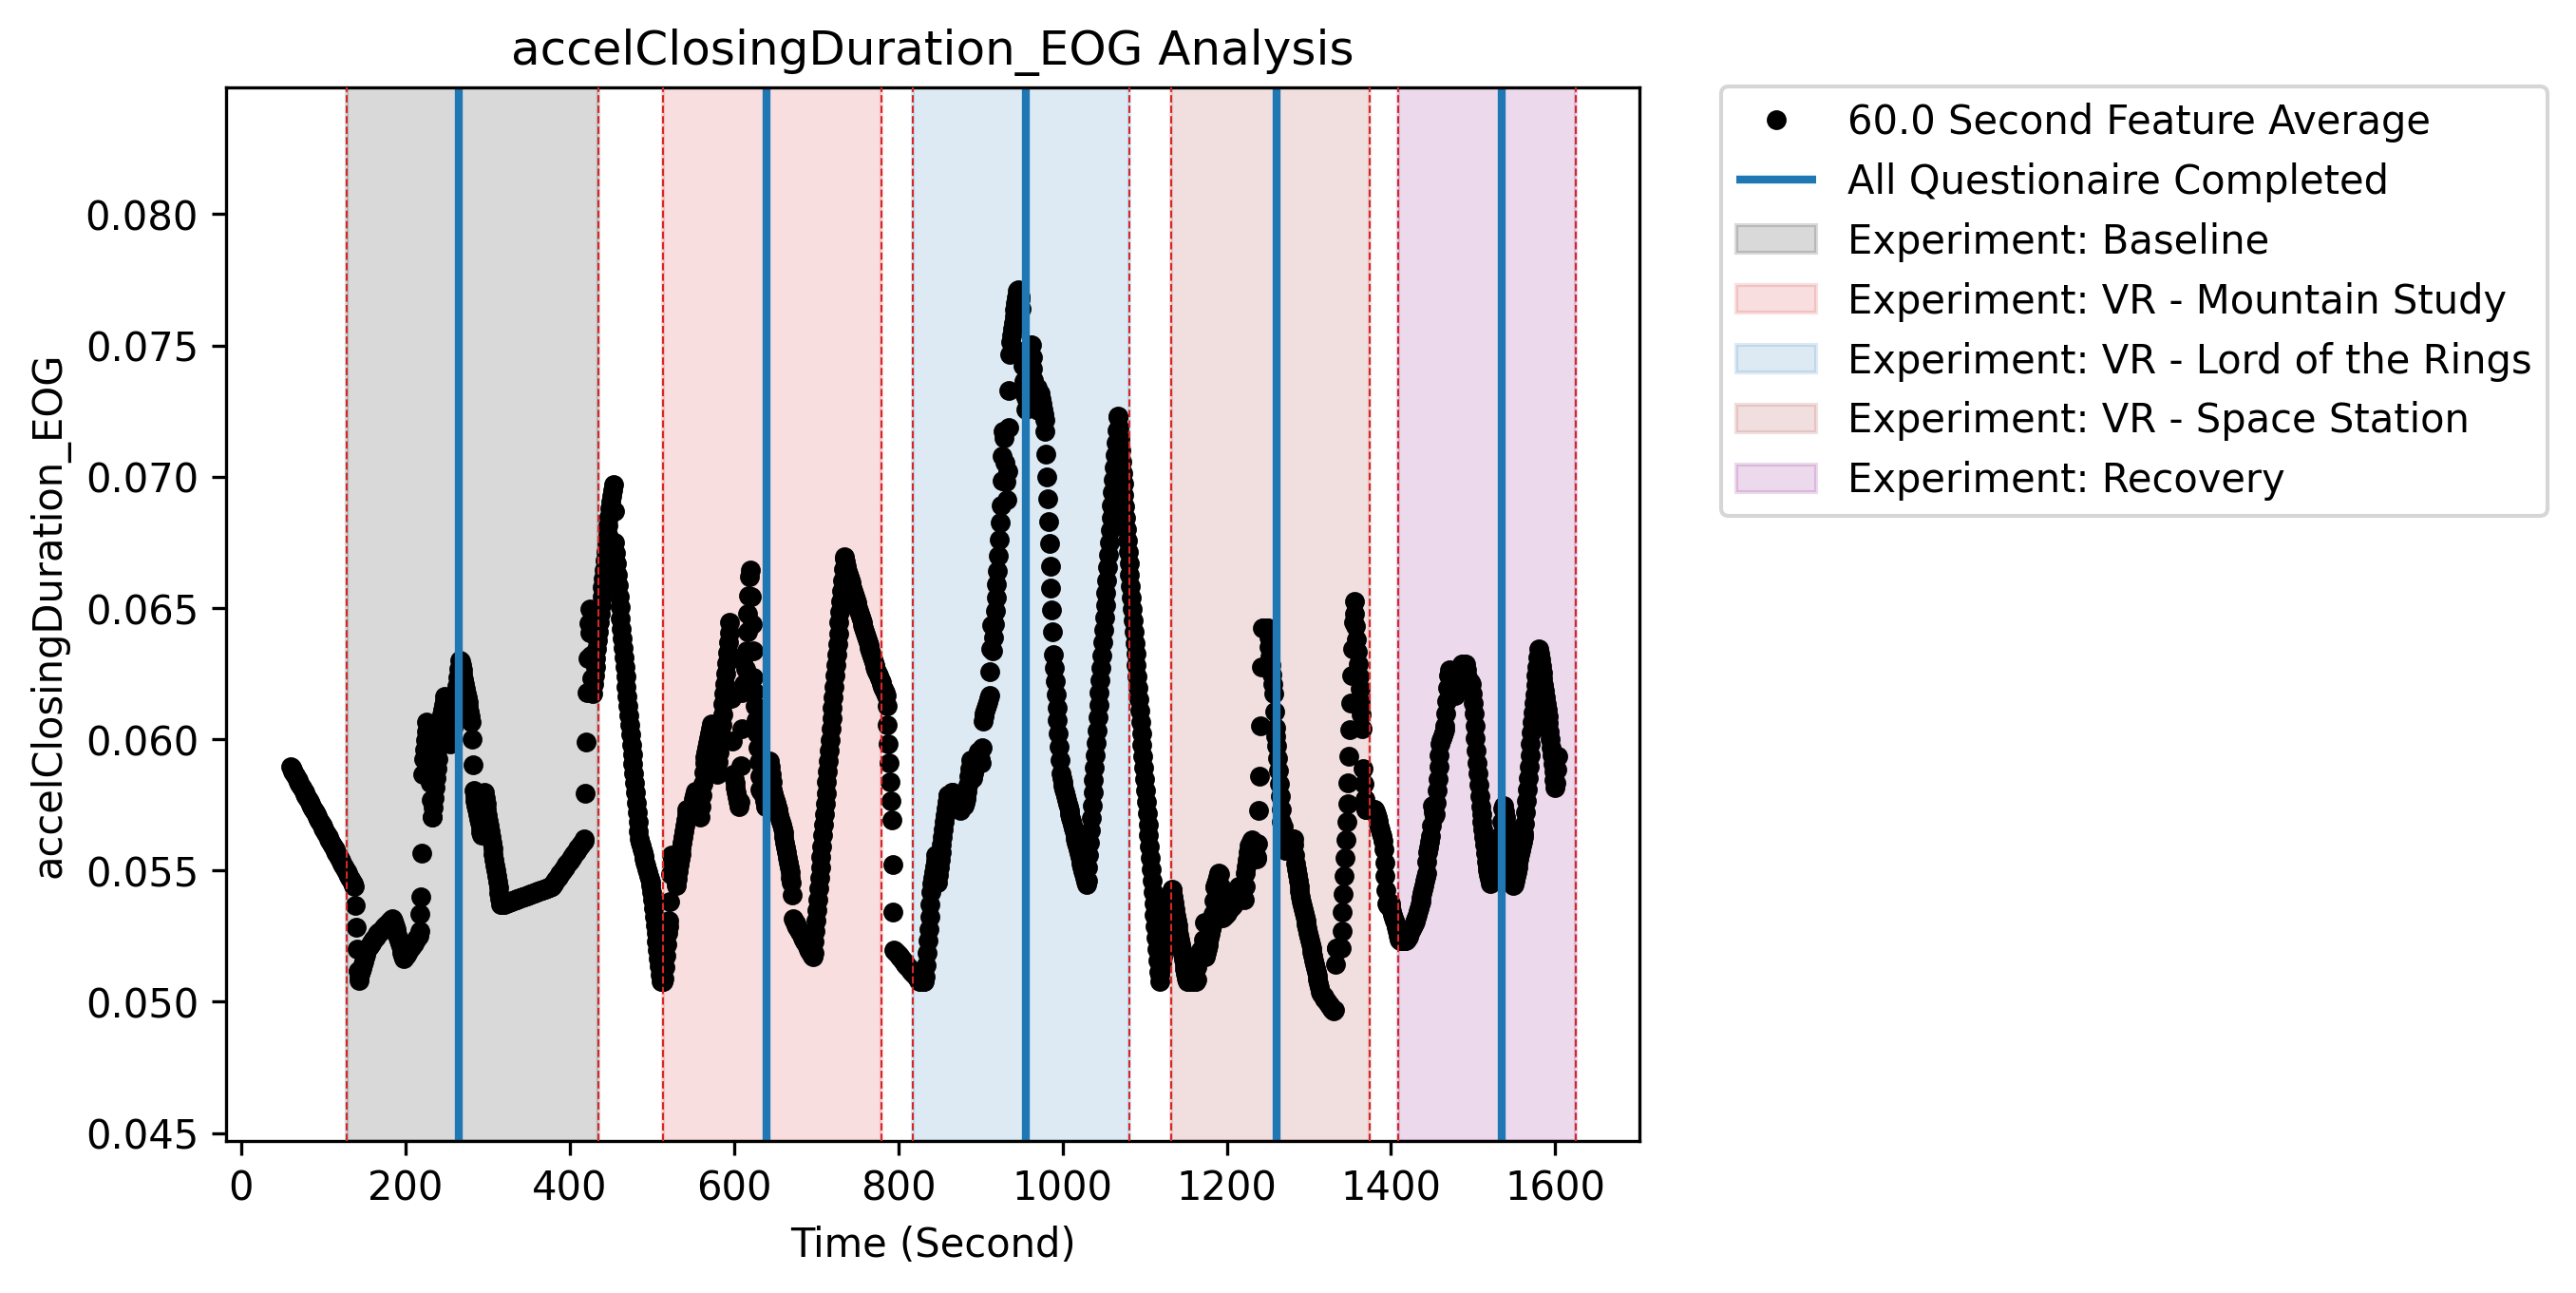 accelClosingDuration_EOG Analysis
accelClosingDuration_EOG
0.080
0.075
0.070
0.065
0.060
0.055
0.050
0.045
0 200 400 600 800 1000 1200 1400 1600
Time (Second)
60.0 Second Feature Average
All Questionaire Completed
Experiment: Baseline
Experiment: VR - Mountain Study
Experiment: VR - Lord of the Rings
Experiment: VR - Space Station
Experiment: Recovery